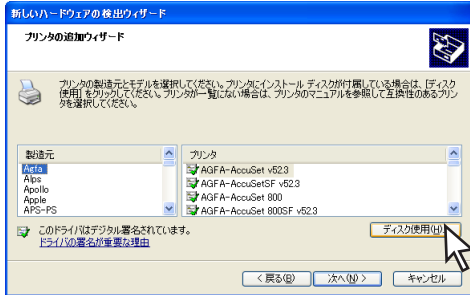 新しいハードウェアの検出ウィザード
プリンタの追加ウィザード
プリンタの製造元とモデルを選択してください。プリンタにインストール ディスクが付属している場合は、[ディスク
使用] をクリックしてください。プリンタが一覧にない場合は、プリンタのマニュアルを参照して互換性のあるプリン
タを選択してください。
製造元
Agfa
Alps
Apollo
Apple
APS-PS
プリンタ
AGFA-AccuSet v52.3
AGFA-AccuSetSF v52.3
AGFA-AccuSet 800
AGFA-AccuSet 800SF v52.3
このドライバはデジタル署名されています。
ドライバの署名が重要な理由
ディスク使用(H)...
< 戻る(B)
次へ(N) >
キャンセル